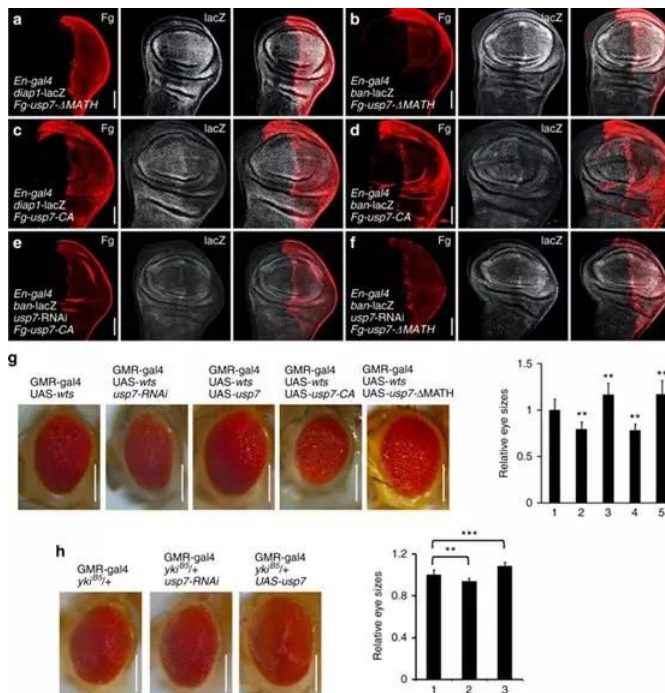 a
Fg
lacZ
En-gal4
diap1-lacZ
Fg-usp7-ΔMATH
b
Fg
lacZ
En-gal4
ban-lacZ
Fg-usp7-ΔMATH
c
Fg
lacZ
En-gal4
diap1-lacZ
Fg-usp7-CA
d
Fg
lacZ
En-gal4
ban-lacZ
Fg-usp7-CA
e
Fg
lacZ
En-gal4
ban-lacZ
usp7-RNAi
Fg-usp7-CA
f
Fg
lacZ
En-gal4
ban-lacZ
usp7-RNAi
Fg-usp7-ΔMATH
g
GMR-gal4
UAS-wts
GMR-gal4
UAS-wts
usp7-RNAi
GMR-gal4
UAS-wts
UAS-usp7
GMR-gal4
UAS-wts
UAS-usp7-CA
GMR-gal4
UAS-wts
UAS-usp7-ΔMATH
Relative eye sizes
1.5
1
0.5
0
** ** ** **
1 2 3 4 5
h
GMR-gal4
ykiB5/+
GMR-gal4
ykiB5/+
usp7-RNAi
GMR-gal4
ykiB5/+
UAS-usp7
Relative eye sizes
1.2
0.8
0.4
0
***
**
1 2 3